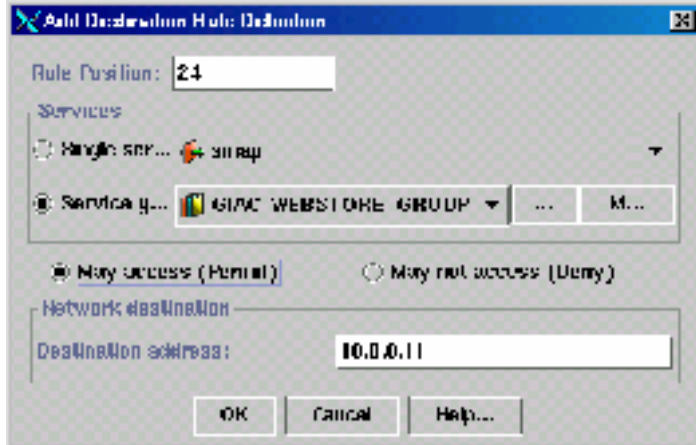 Add Destination Rule Definition
Rule Position: 24
Services
Single ser...
Service g... GIAC WEBSTORE GROUP ... M...
May access (Permit) May not access (Deny)
Network destination
Destination address: 10.0.0.11
OK Cancel Help...